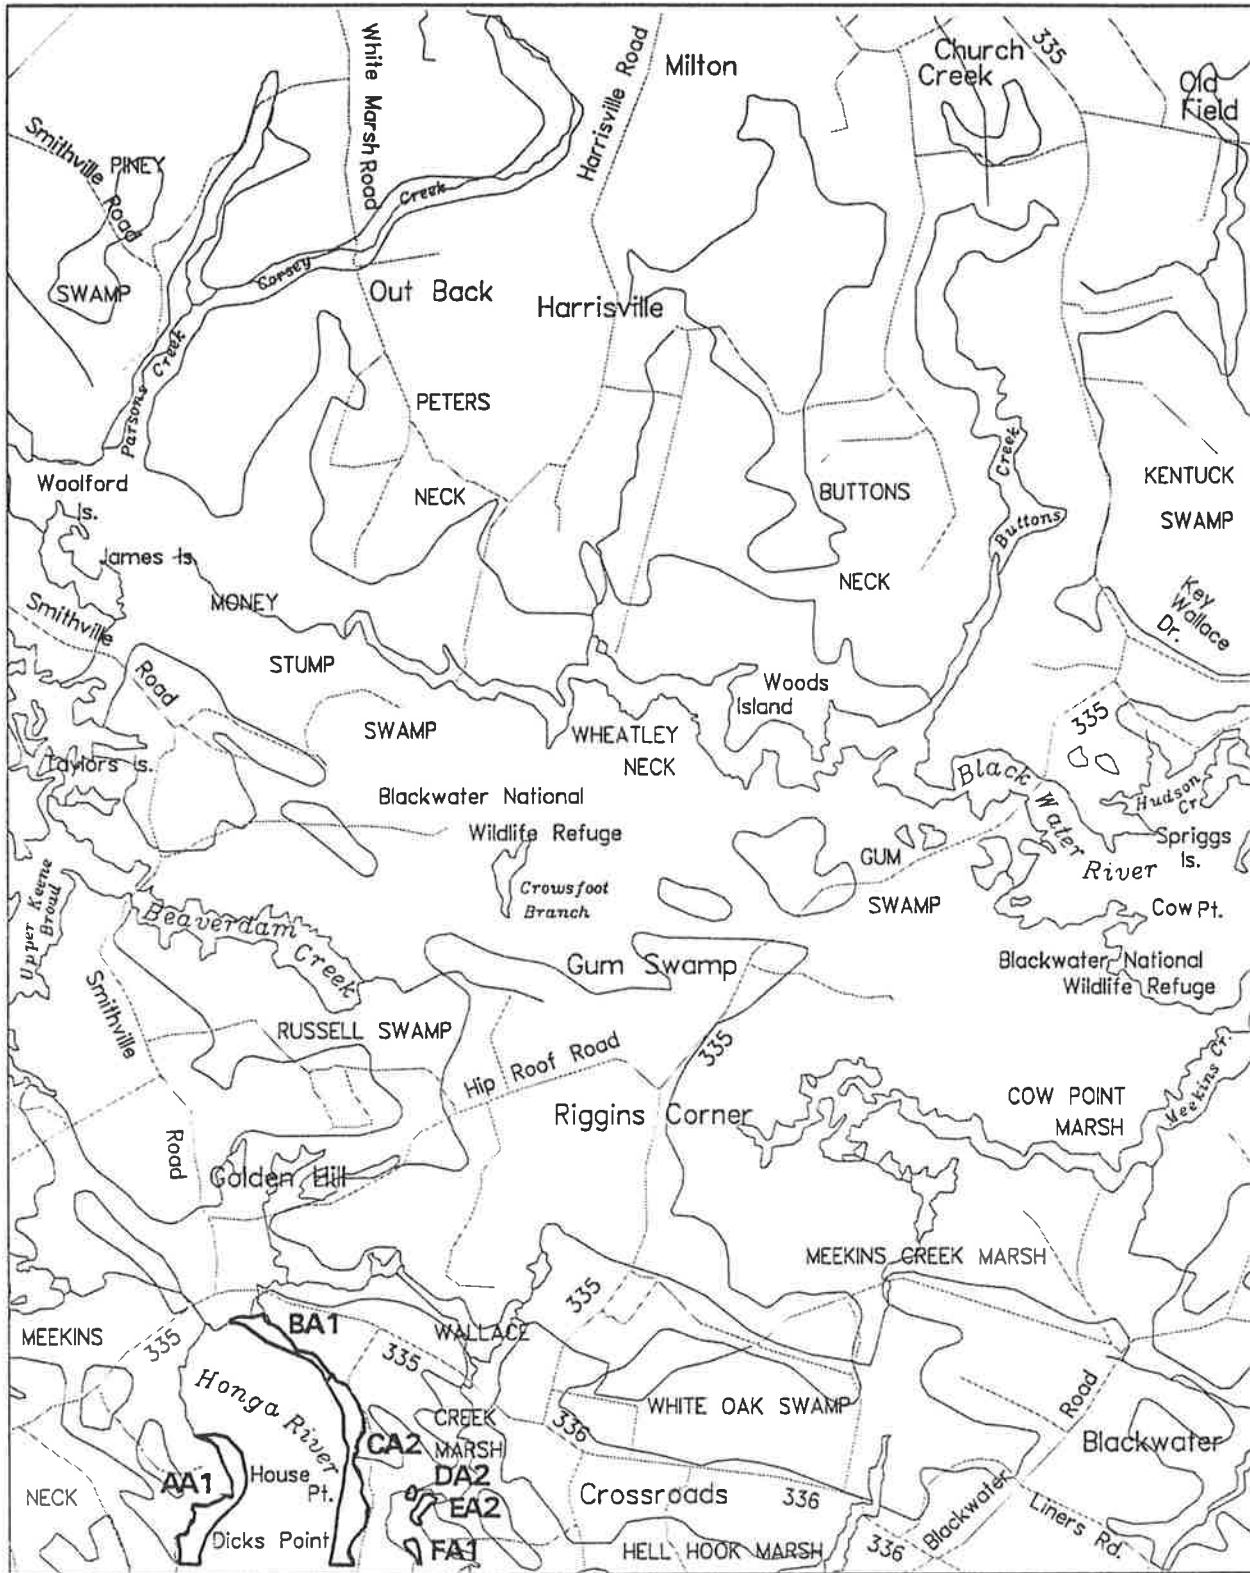 White Marsh Road
Harrisville Road
Milton
Church
Creek
335
Old
Field
Smithville Road
PINEY
SWAMP
Creek
Corsey
Parsons Creek
Out Back
Harrisville
PETERS
NECK
BUTTONS
NECK
Creek
Buttons
KENTUCK
SWAMP
Woolford
Is.
James Is.
MONEY
STUMP
SWAMP
Smithville
Road
Key
Wallace
Dr.
Woods
Island
WHEATLEY
NECK
335
Taylors Is.
Black Water
River
Hudson
Cr.
Spriggs
Is.
Blackwater National
Wildlife Refuge
GUM
SWAMP
Crowsfoot
Branch
Cow Pt.
Upper Keene
Broad
Beaverdam
Creek
Gum Swamp
Blackwater National
Wildlife Refuge
Smithville
Road
RUSSELL SWAMP
Hip Roof Road
335
Riggins Corner
COW POINT
MARSH
Meekins Cr.
Golden Hill
MEEKINS CREEK MARSH
MEEKINS
NECK
335
BA1
Honga River
335
WALLACE
CREEK
MARSH
335
WHITE OAK SWAMP
336
Road
Blackwater
CA2
AA1
House
Pt.
DA2
EA2
Crossroads
336
Blackwater
Liners Rd.
Dicks Point
FA1
HELL HOOK MARSH
336